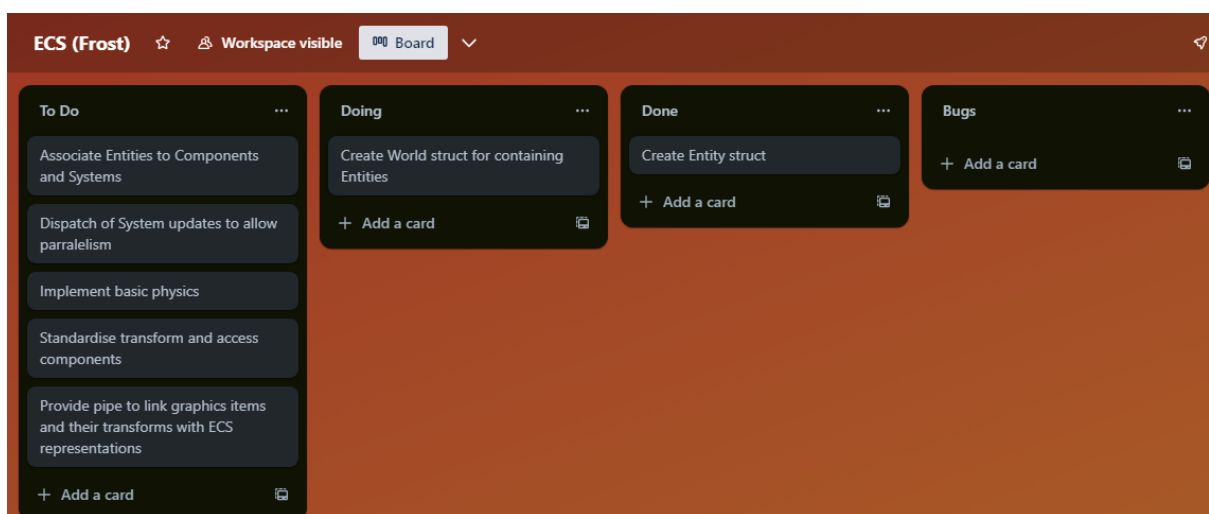 ECS (Frost) Workspace visible Board
To Do
Associate Entities to Components
and Systems
Dispatch of System updates to allow
parralelism
Implement basic physics
Standardise transform and access
components
Provide pipe to link graphics items
and their transforms with ECS
representations
+ Add a card
Doing
Create World struct for containing
Entities
+ Add a card
Done
Create Entity struct
+ Add a card
Bugs
+ Add a card